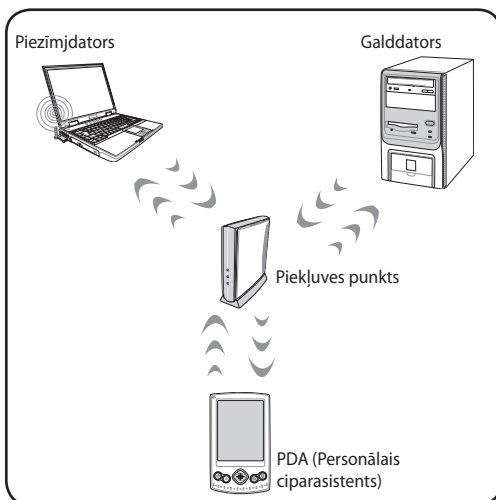 Piezīmjdators
Galddators
Piekļuves punkts
PDA (Personālais
ciparasistents)